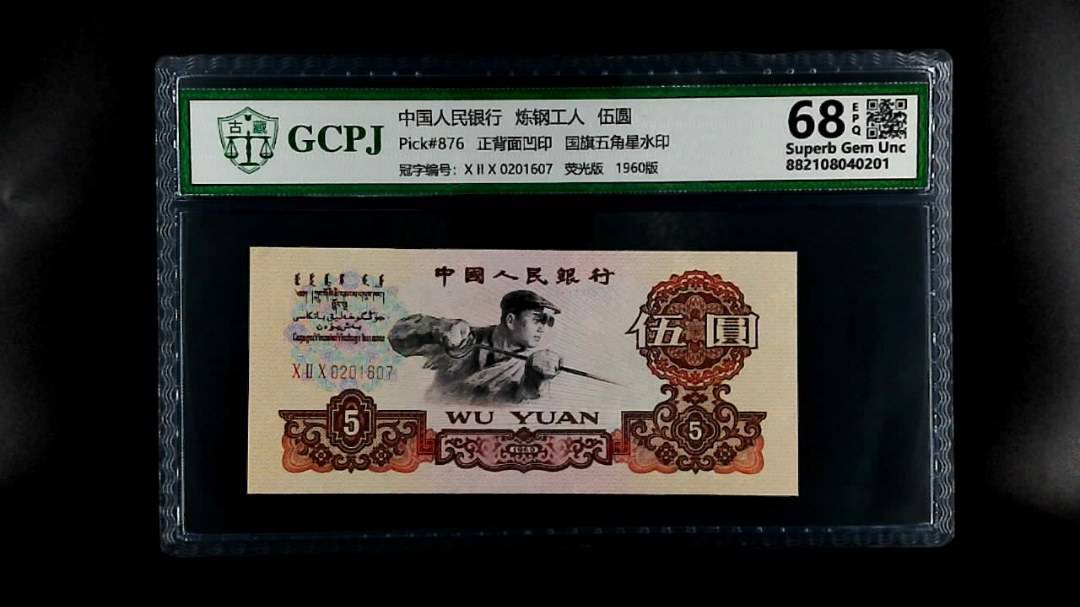 古 藏
GCPJ
中国人民银行 炼钢工人 伍圆
Pick#876 正背面凹印 国旗五角星水印
冠字编号: X II X 0201607 荧光版 1960版
68 EPQ
Superb Gem Unc
882108040201
中國人民銀行
X II X 0201607
伍圓
WU YUAN
5
1960
5